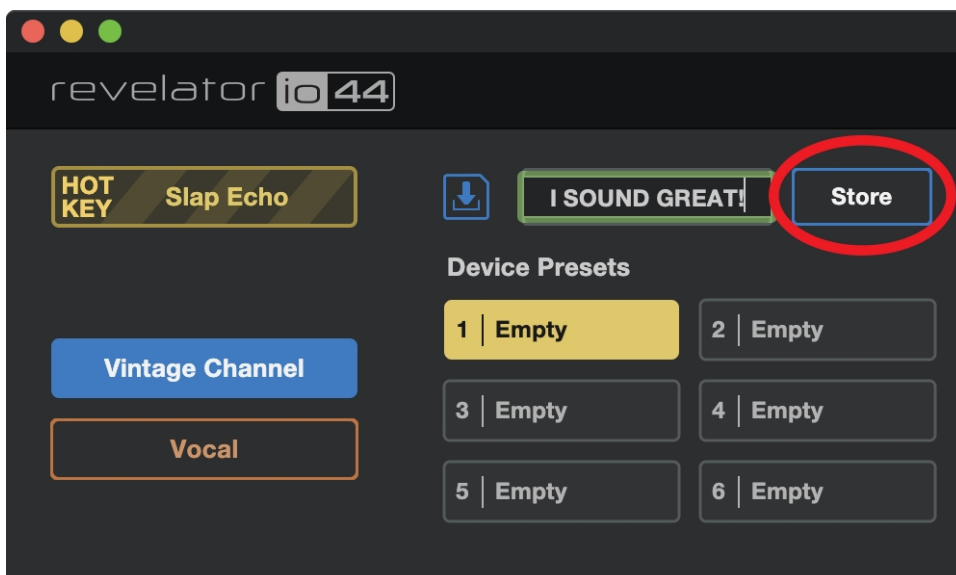 revelator io 44
HOT KEY
Slap Echo
I SOUND GREAT!
Store
Device Presets
1 | Empty
2 | Empty
Vintage Channel
3 | Empty
4 | Empty
Vocal
5 | Empty
6 | Empty